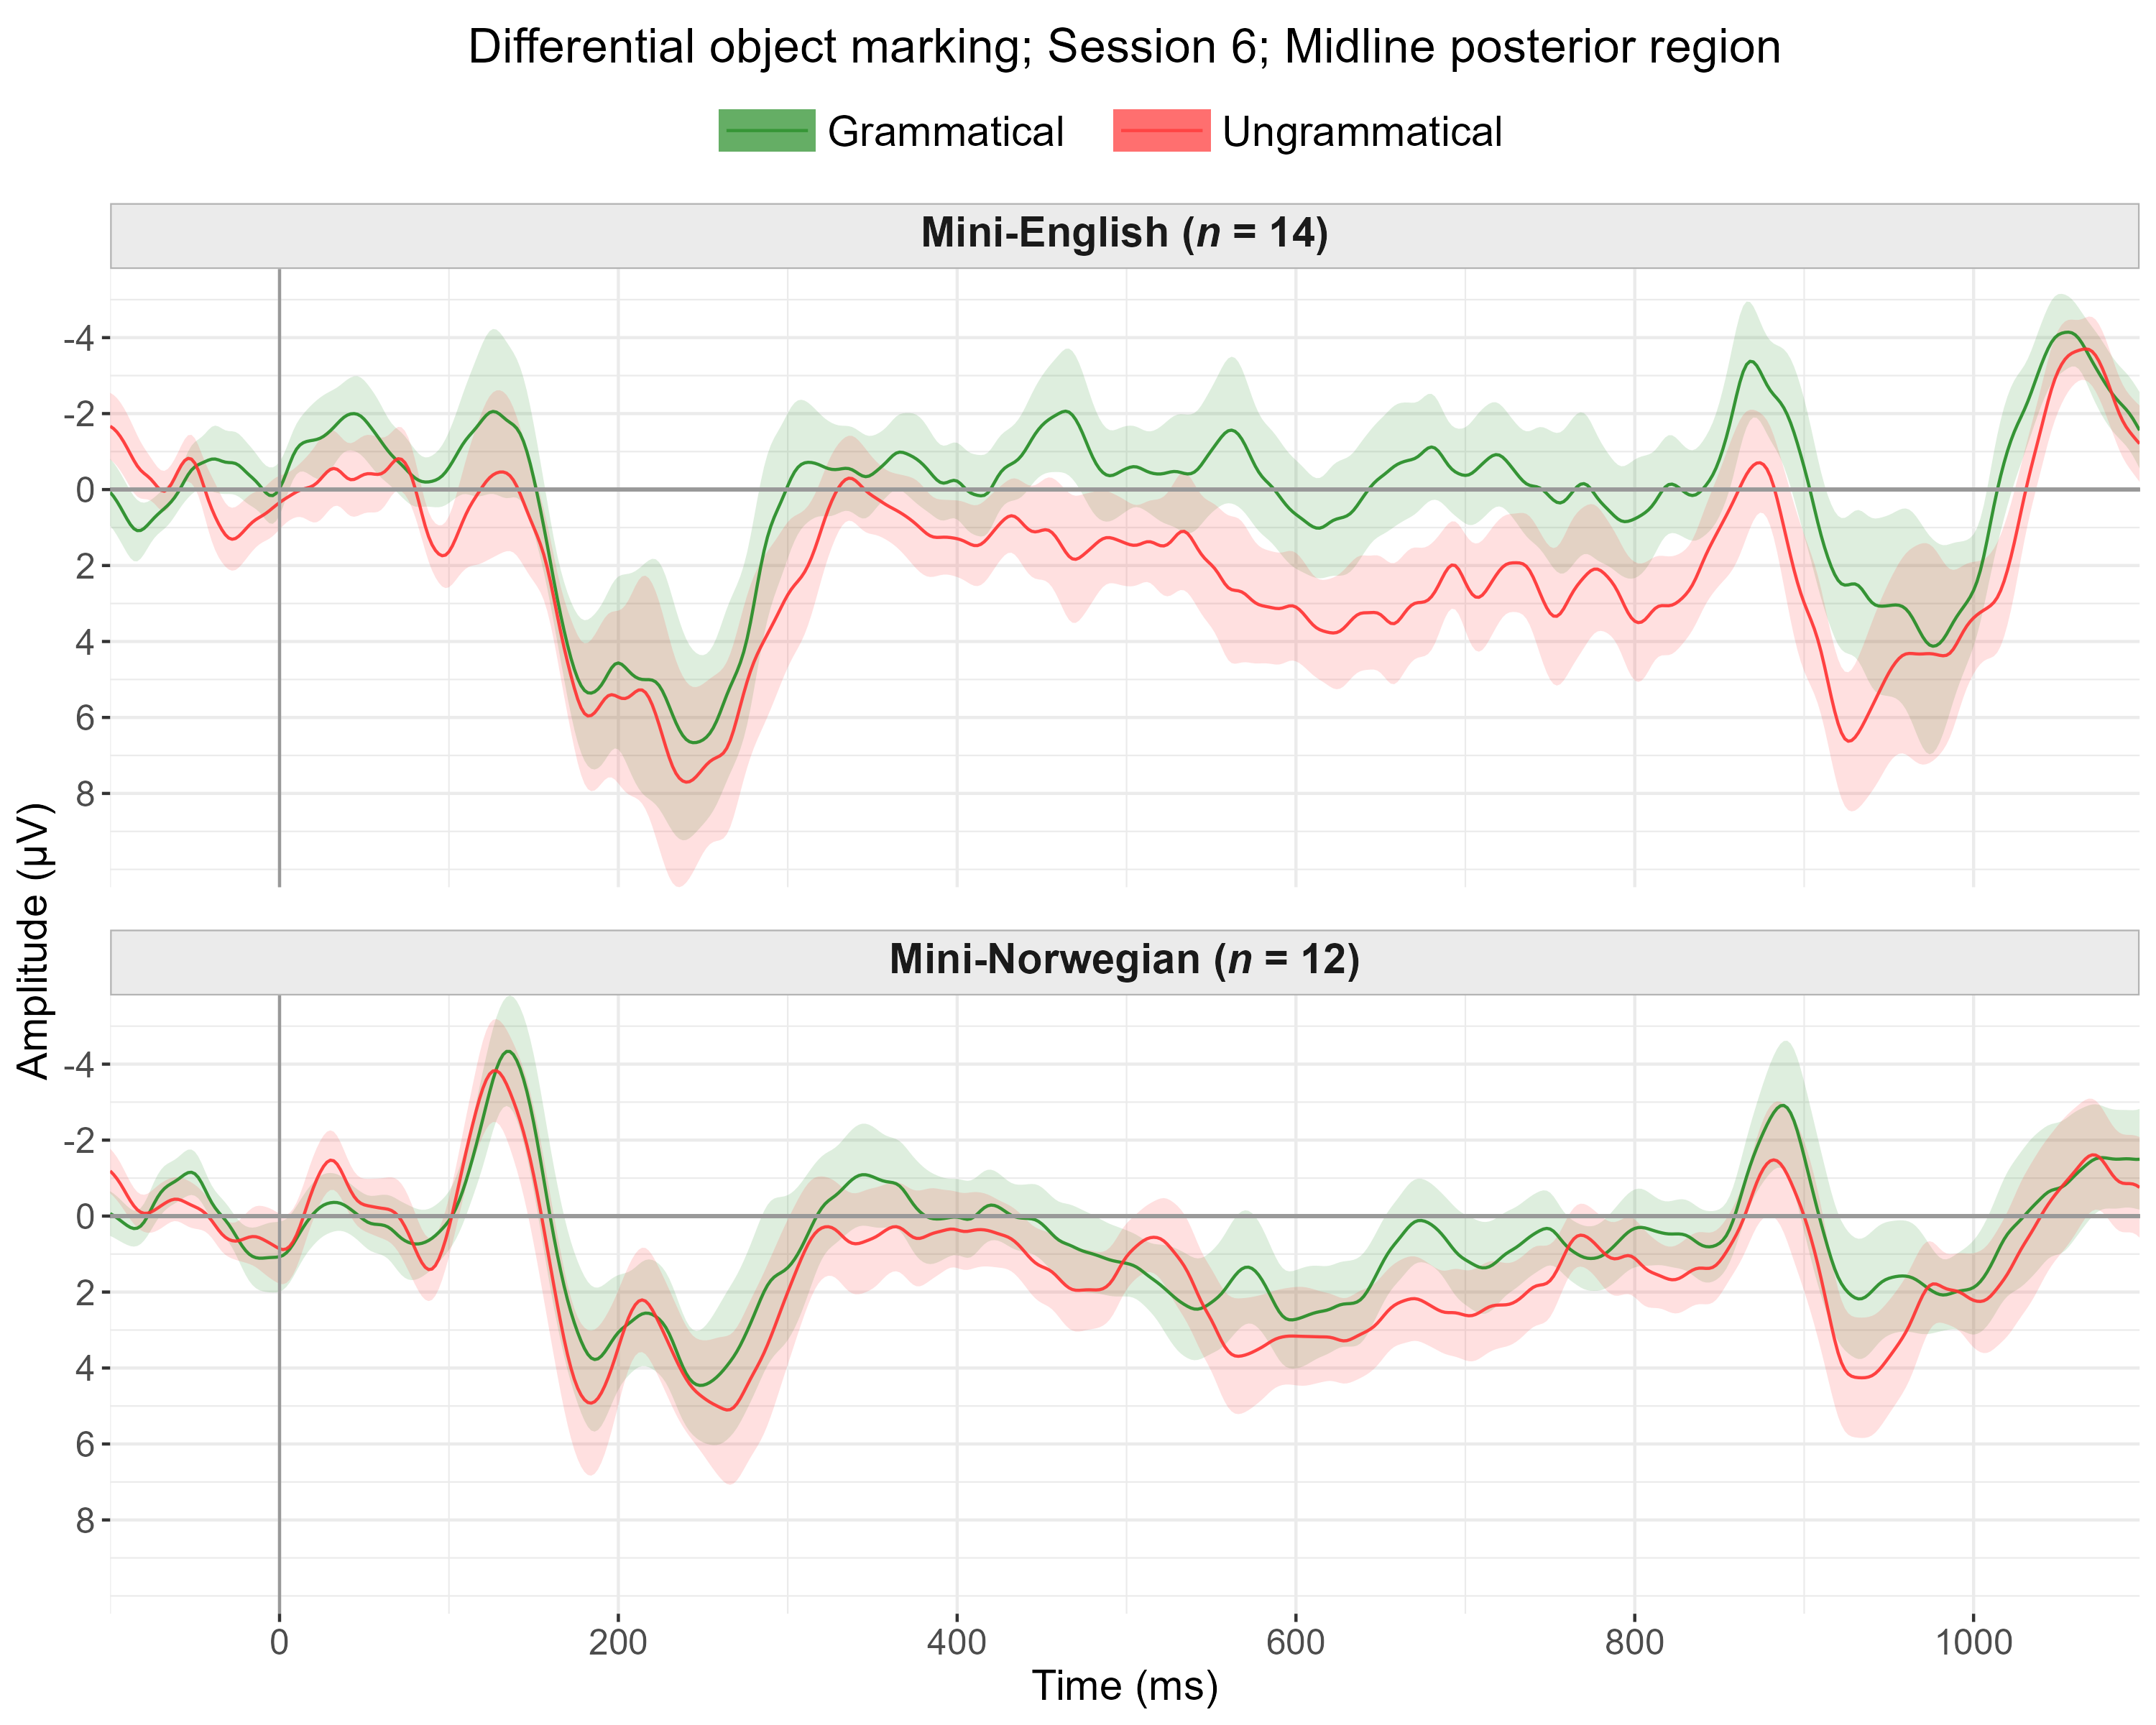 Differential object marking; Session 6; Midline posterior region
Grammatical Ungrammatical
Mini-English (n = 14)
-4
-2
0
2
4
6
8
Amplitude (µV)
Mini-Norwegian (n = 12)
-4
-2
0
2
4
6
8
0 200 400 600 800 1000
Time (ms)